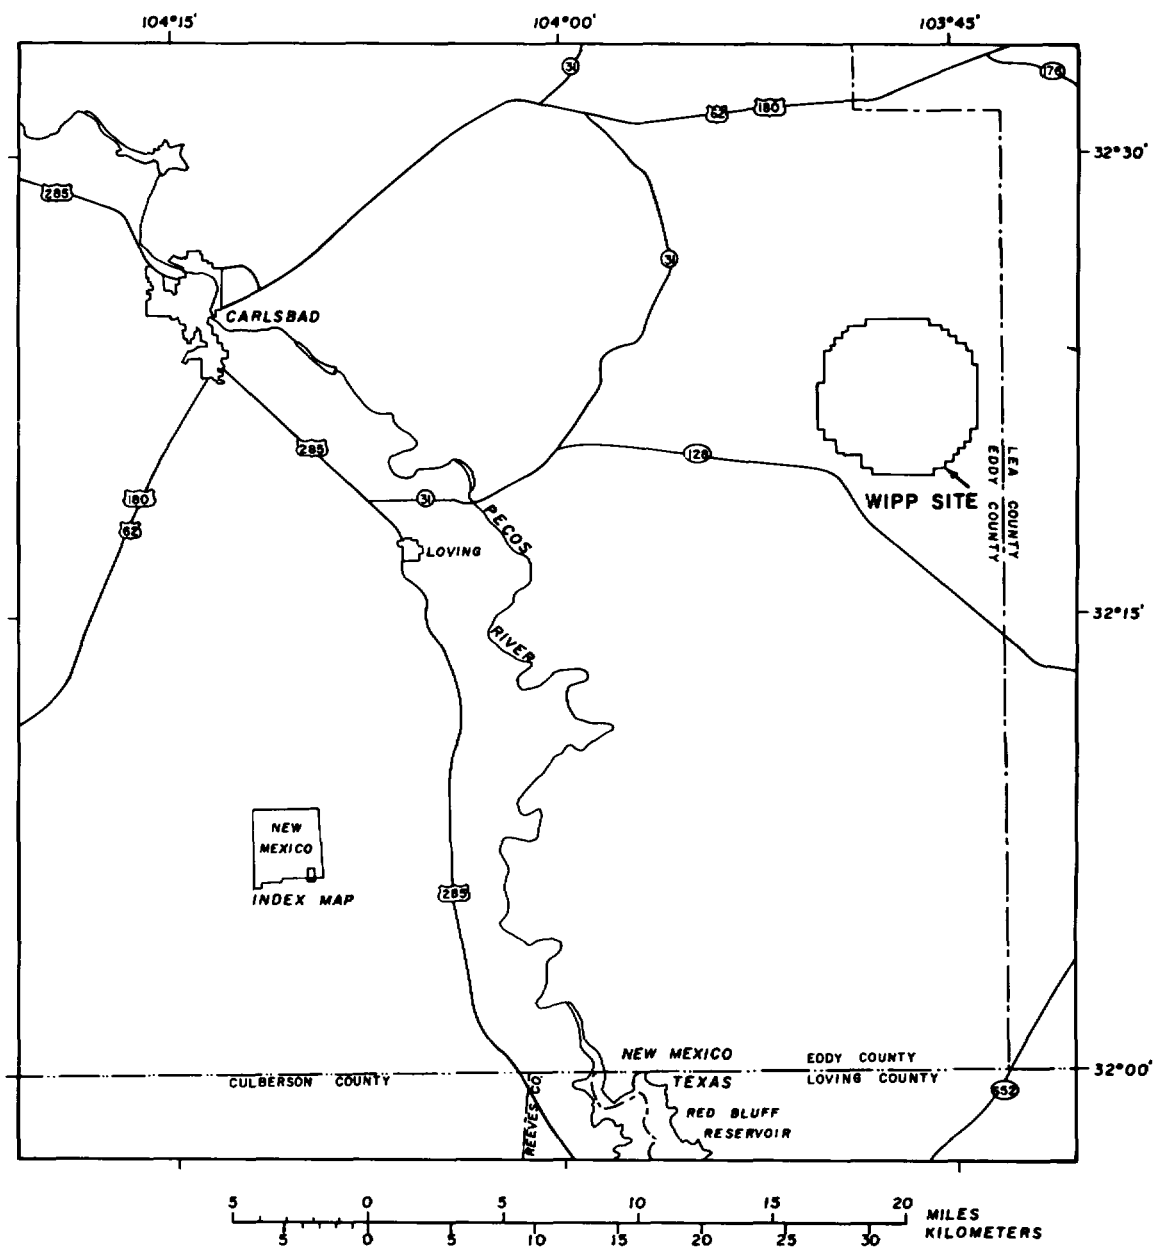 104°15' 104°00' 103°45'
31
176
62 180
32°30'
285
31
CARLSBAD
285
128
LEA COUNTY
EDDY COUNTY
180
31
WIPP SITE
62
PECOS
LOVING
32°15'
RIVER
NEW
MEXICO
INDEX MAP
285
NEW MEXICO EDDY COUNTY
32°00'
CULBERSON COUNTY TEXAS LOVING COUNTY
652
REEVES CO.
RED BLUFF
RESERVOIR
5 0 5 10 15 20 MILES
5 0 5 10 15 20 25 30 KILOMETERS